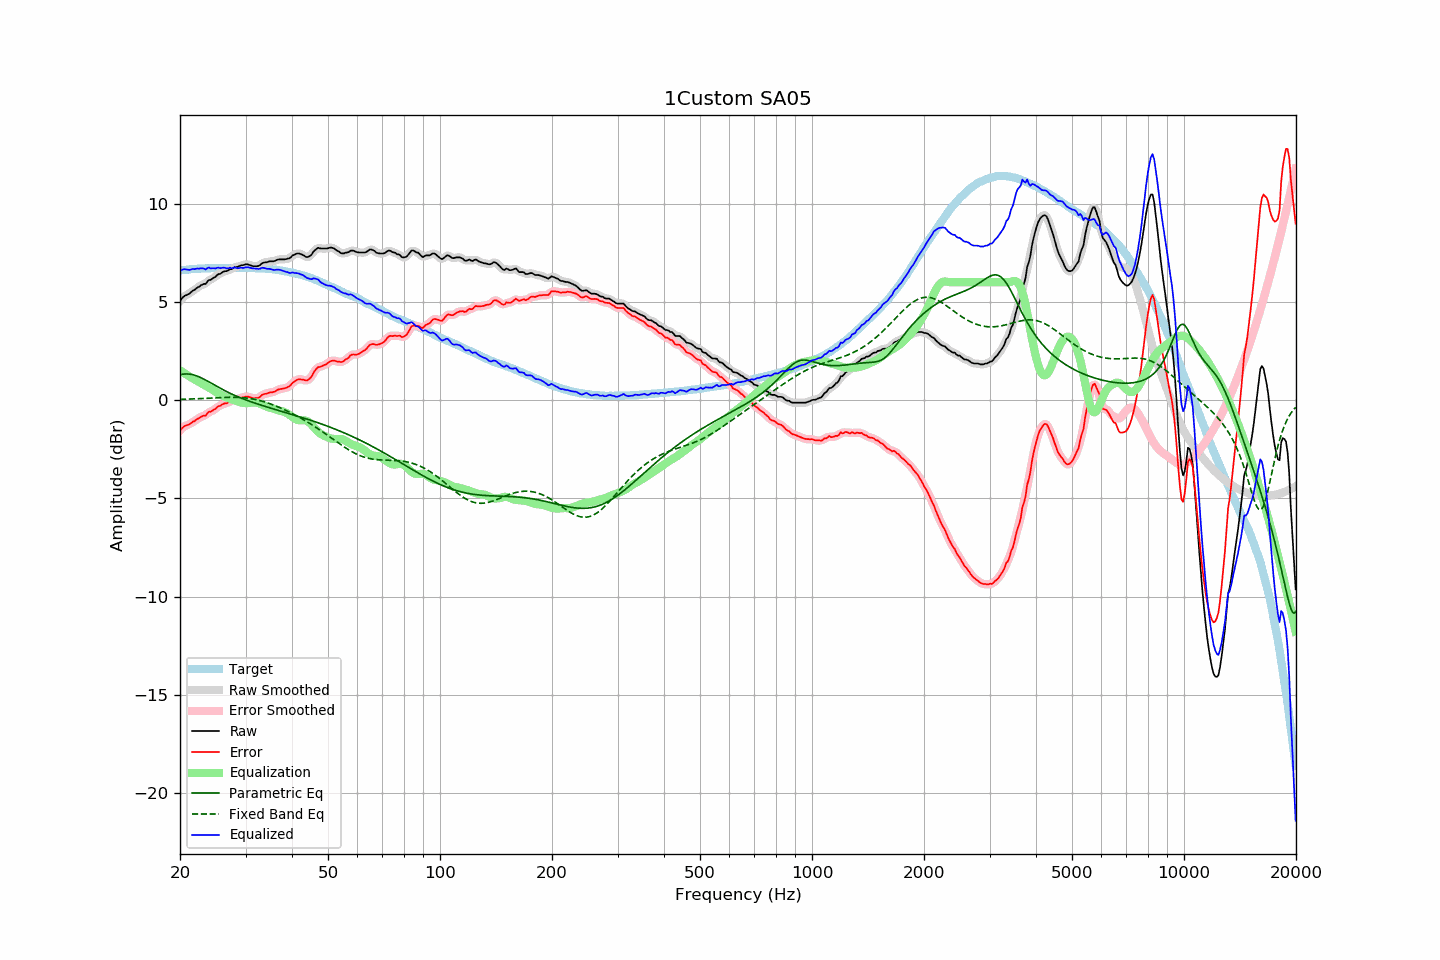 1Custom SA05
Amplitude (dBr)
10
5
0
−5
−10
−15
−20
Target
Raw Smoothed
Error Smoothed
Raw
Error
Equalization
Parametric Eq
Fixed Band Eq
Equalized
20 50 100 200 500 1000 2000 5000 10000 20000
Frequency (Hz)